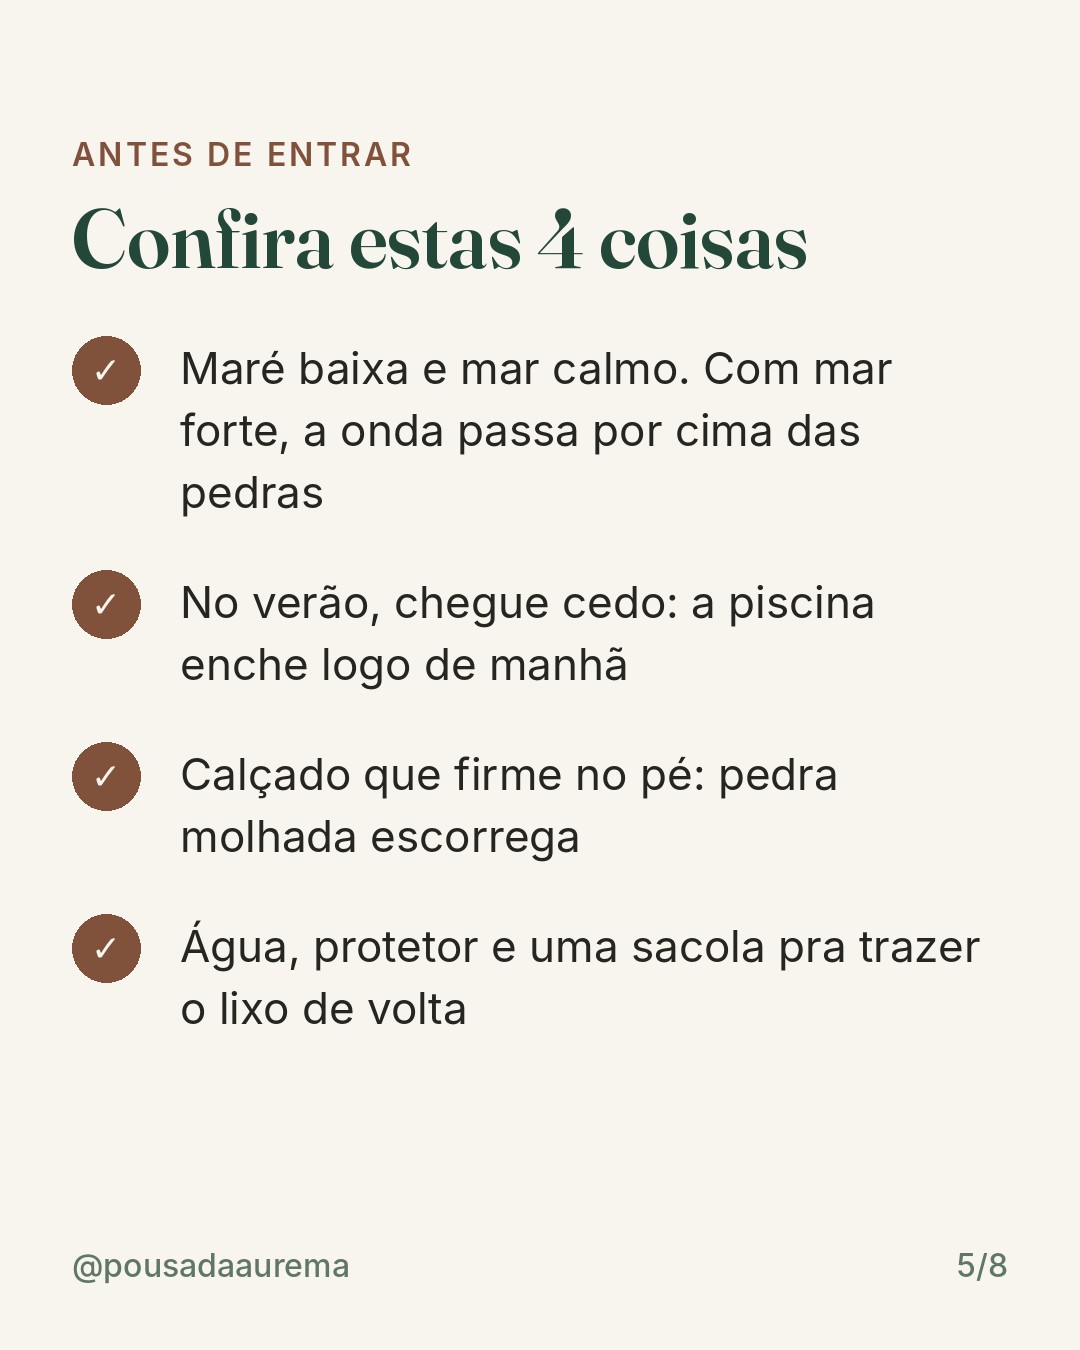 ANTES DE ENTRAR
Confira estas 4 coisas
✓ Maré baixa e mar calmo. Com mar
forte, a onda passa por cima das
pedras
✓ No verão, chegue cedo: a piscina
enche logo de manhã
✓ Calçado que firme no pé: pedra
molhada escorrega
✓ Água, protetor e uma sacola pra trazer
o lixo de volta
@pousadaaurema
5/8